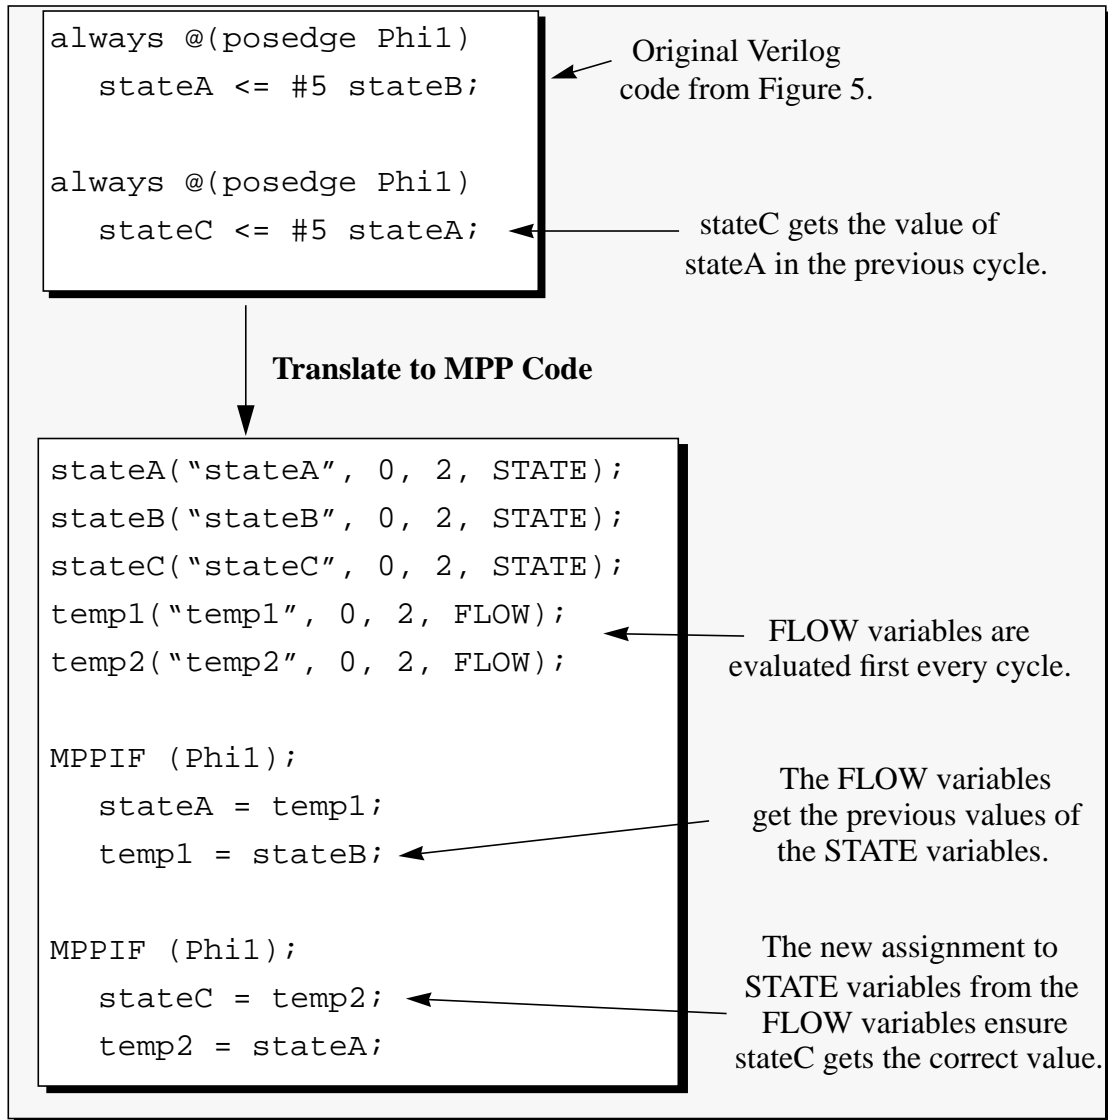 always @(posedge Phi1)
stateA <= #5 stateB;
always @(posedge Phi1)
stateC <= #5 stateA;
Original Verilog
code from Figure 5.
stateC gets the value of
stateA in the previous cycle.
Translate to MPP Code
stateA(“stateA”, 0, 2, STATE);
stateB(“stateB”, 0, 2, STATE);
stateC(“stateC”, 0, 2, STATE);
temp1(“temp1”, 0, 2, FLOW);
temp2(“temp2”, 0, 2, FLOW);
FLOW variables are
evaluated first every cycle.
MPPIF (Phi1);
stateA = temp1;
temp1 = stateB;
The FLOW variables
get the previous values of
the STATE variables.
MPPIF (Phi1);
stateC = temp2;
temp2 = stateA;
The new assignment to
STATE variables from the
FLOW variables ensure
stateC gets the correct value.